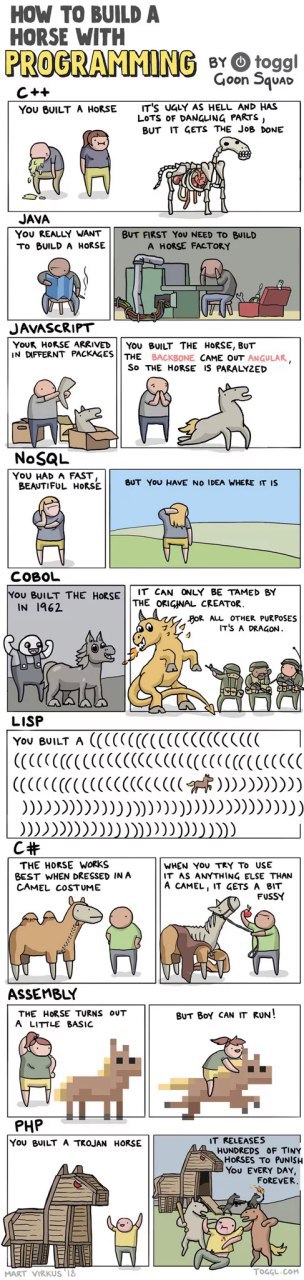 HOW TO BUILD A
HORSE WITH
PROGRAMMING BY toggl
Goon Squad
C++
YOU BUILT A HORSE
IT'S UGLY AS HELL AND HAS
LOTS OF DANGLING PARTS,
BUT IT GETS THE JOB DONE
JAVA
YOU REALLY WANT
TO BUILD A HORSE
BUT FIRST YOU NEED TO BUILD
A HORSE FACTORY
JAVASCRIPT
YOUR HORSE ARRIVED
IN DIFFERNT PACKAGES
YOU BUILT THE HORSE, BUT
THE BACKBONE CAME OUT ANGULAR,
SO THE HORSE IS PARALYZED
NoSQL
YOU HAD A FAST,
BEAUTIFUL HORSE
BUT YOU HAVE NO IDEA WHERE IT IS
COBOL
YOU BUILT THE HORSE
IN 1962
IT CAN ONLY BE TAMED BY
THE ORIGINAL CREATOR.
FOR ALL OTHER PURPOSES
IT'S A DRAGON.
LISP
YOU BUILT A (((((((((((((((((((((((
((((((((((((((((((((((((((((((((((((((
(((((((((((((((((((((((( ))))))))))
)))))))))))))))))))))))))))))))))))))
))))))))))))))))))))))))))))
C#
THE HORSE WORKS
BEST WHEN DRESSED IN A
CAMEL COSTUME
WHEN YOU TRY TO USE
IT AS ANYTHING ELSE THAN
A CAMEL, IT GETS A BIT
FUSSY
ASSEMBLY
THE HORSE TURNS OUT
A LITTLE BASIC
BUT BOY CAN IT RUN!
PHP
YOU BUILT A TROJAN HORSE
IT RELEASES
HUNDREDS OF TINY
HORSES TO PUNISH
YOU EVERY DAY,
FOREVER.
MART VIRKUS '18
TOGGL.COM